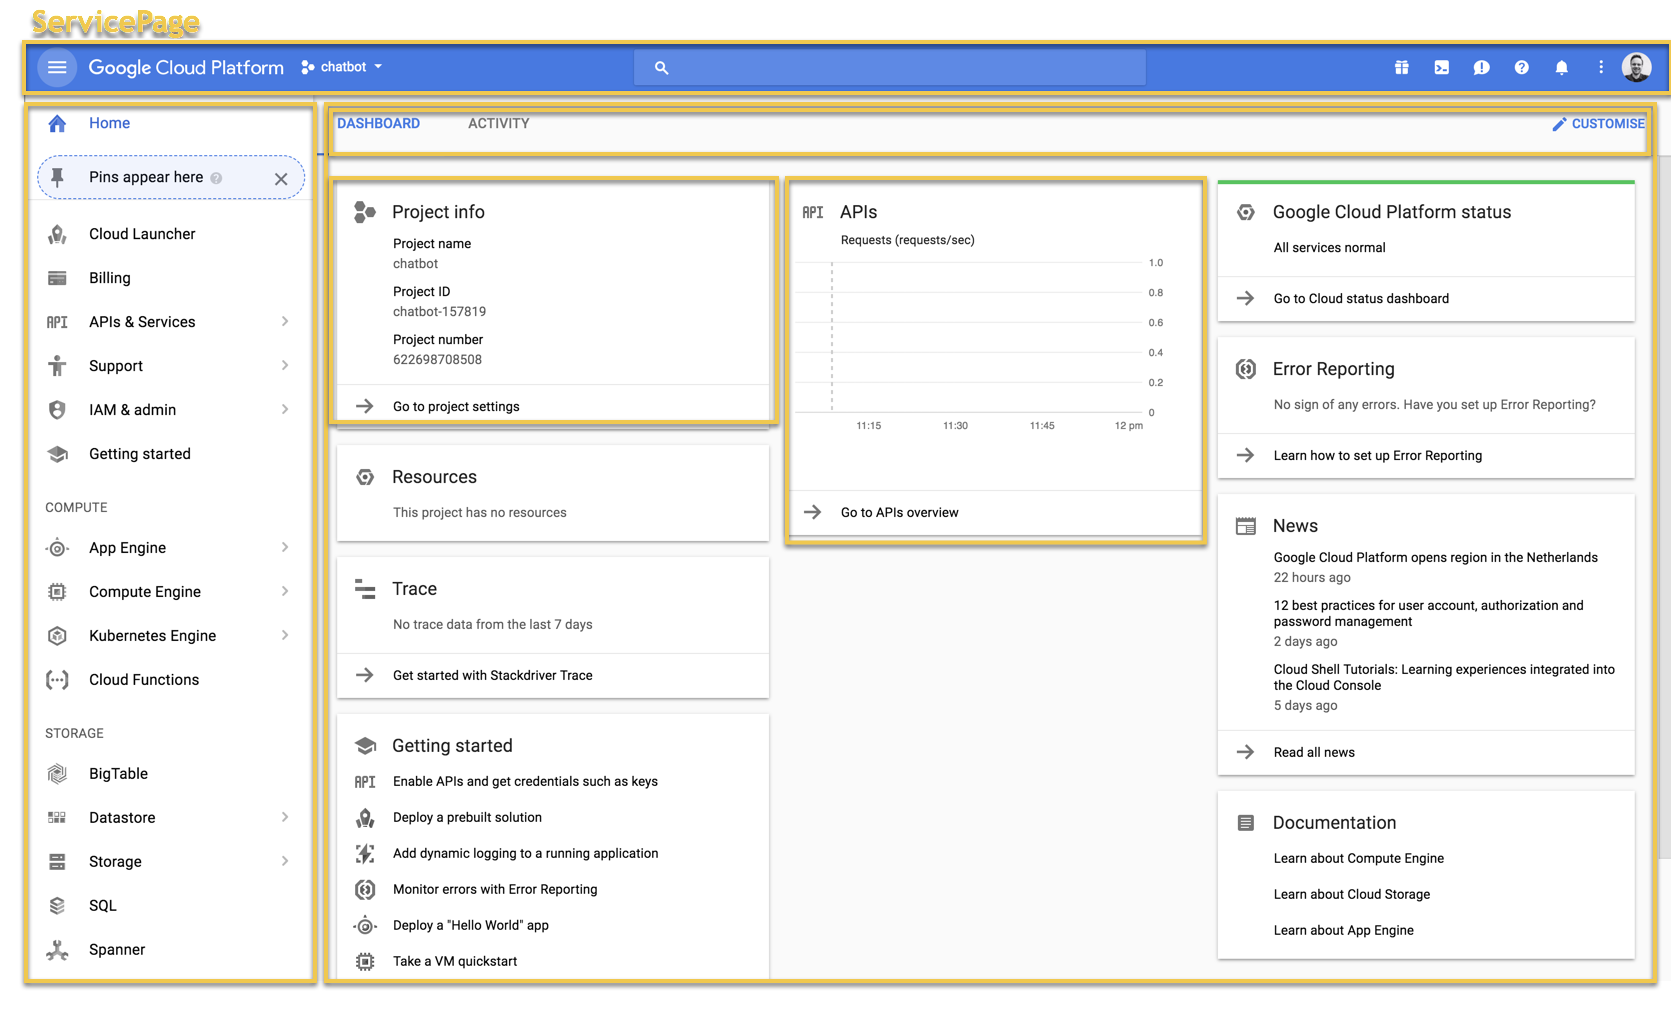 ServicePage
Google Cloud Platform chatbot
Home
Pins appear here
Cloud Launcher
Billing
API APIs & Services
Support
IAM & admin
Getting started
COMPUTE
App Engine
Compute Engine
Kubernetes Engine
Cloud Functions
STORAGE
BigTable
Datastore
Storage
SQL
Spanner
DASHBOARD ACTIVITY CUSTOMISE
Project info
Project name
chatbot
Project ID
chatbot-157819
Project number
622698708508
Go to project settings
Resources
This project has no resources
Trace
No trace data from the last 7 days
Get started with Stackdriver Trace
Getting started
API Enable APIs and get credentials such as keys
Deploy a prebuilt solution
Add dynamic logging to a running application
Monitor errors with Error Reporting
Deploy a "Hello World" app
Take a VM quickstart
API APIs
Requests (requests/sec)
1.0
0.8
0.6
0.4
0.2
0
11:15 11:30 11:45 12 pm
Go to APIs overview
Google Cloud Platform status
All services normal
Go to Cloud status dashboard
Error Reporting
No sign of any errors. Have you set up Error Reporting?
Learn how to set up Error Reporting
News
Google Cloud Platform opens region in the Netherlands
22 hours ago
12 best practices for user account, authorization and
password management
2 days ago
Cloud Shell Tutorials: Learning experiences integrated into
the Cloud Console
5 days ago
Read all news
Documentation
Learn about Compute Engine
Learn about Cloud Storage
Learn about App Engine